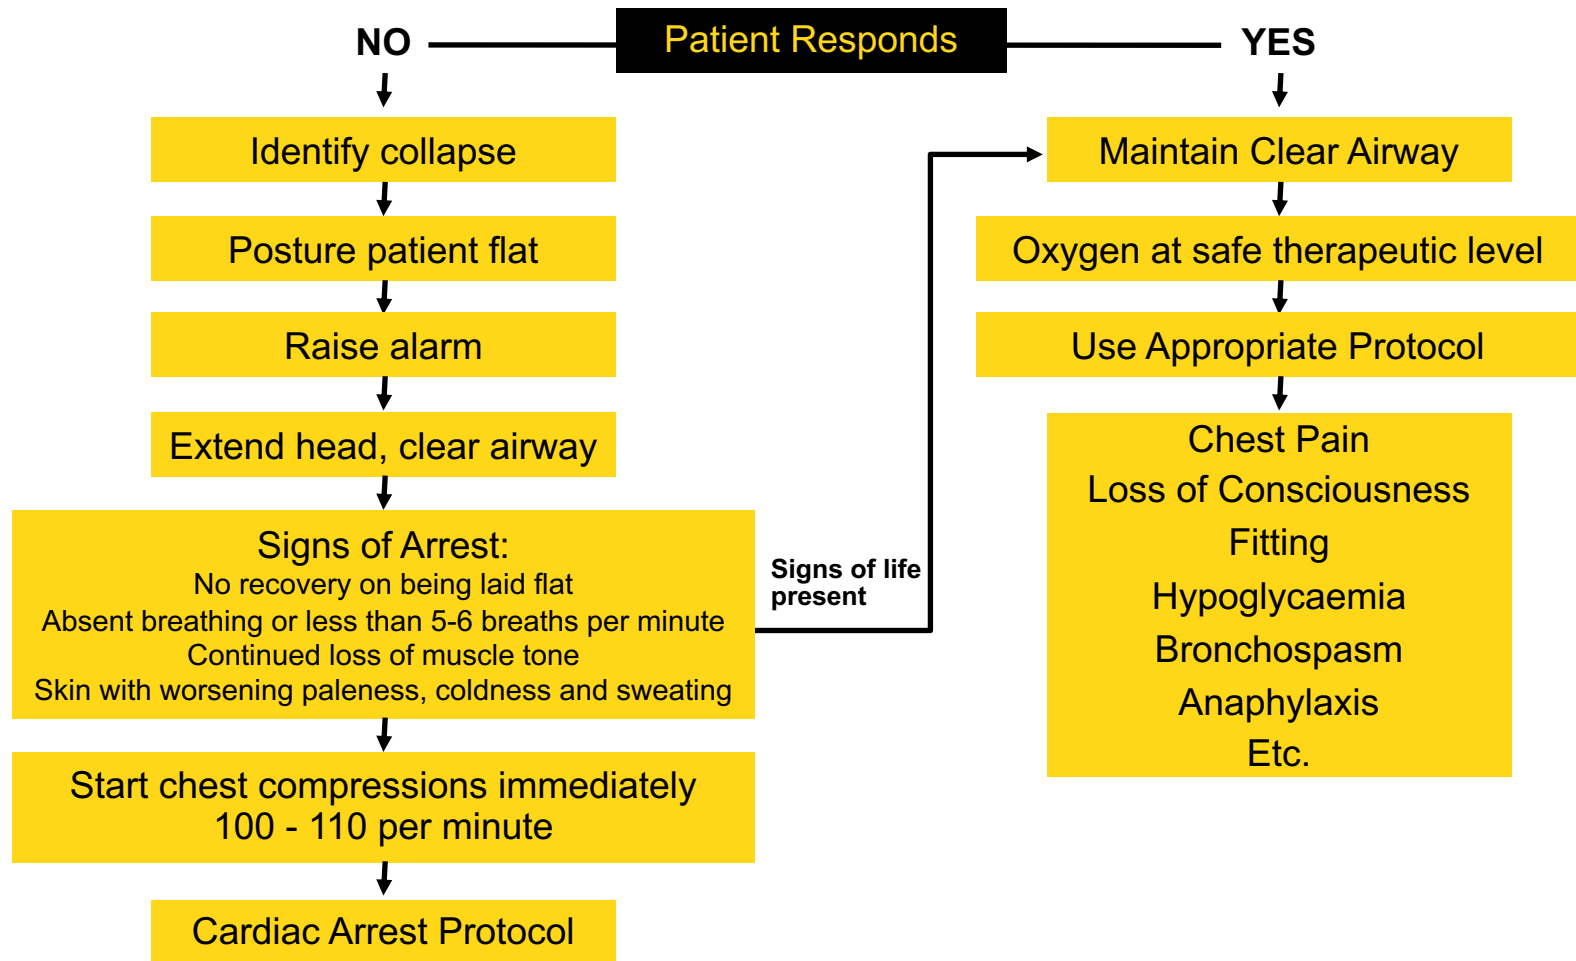 Patient Responds
NO
YES
Identify collapse
Posture patient flat
Raise alarm
Extend head, clear airway
Signs of Arrest:
No recovery on being laid flat
Absent breathing or less than 5-6 breaths per minute
Continued loss of muscle tone
Skin with worsening paleness, coldness and sweating
Start chest compressions immediately
100 - 110 per minute
Cardiac Arrest Protocol
Signs of life
present
Maintain Clear Airway
Oxygen at safe therapeutic level
Use Appropriate Protocol
Chest Pain
Loss of Consciousness
Fitting
Hypoglycaemia
Bronchospasm
Anaphylaxis
Etc.